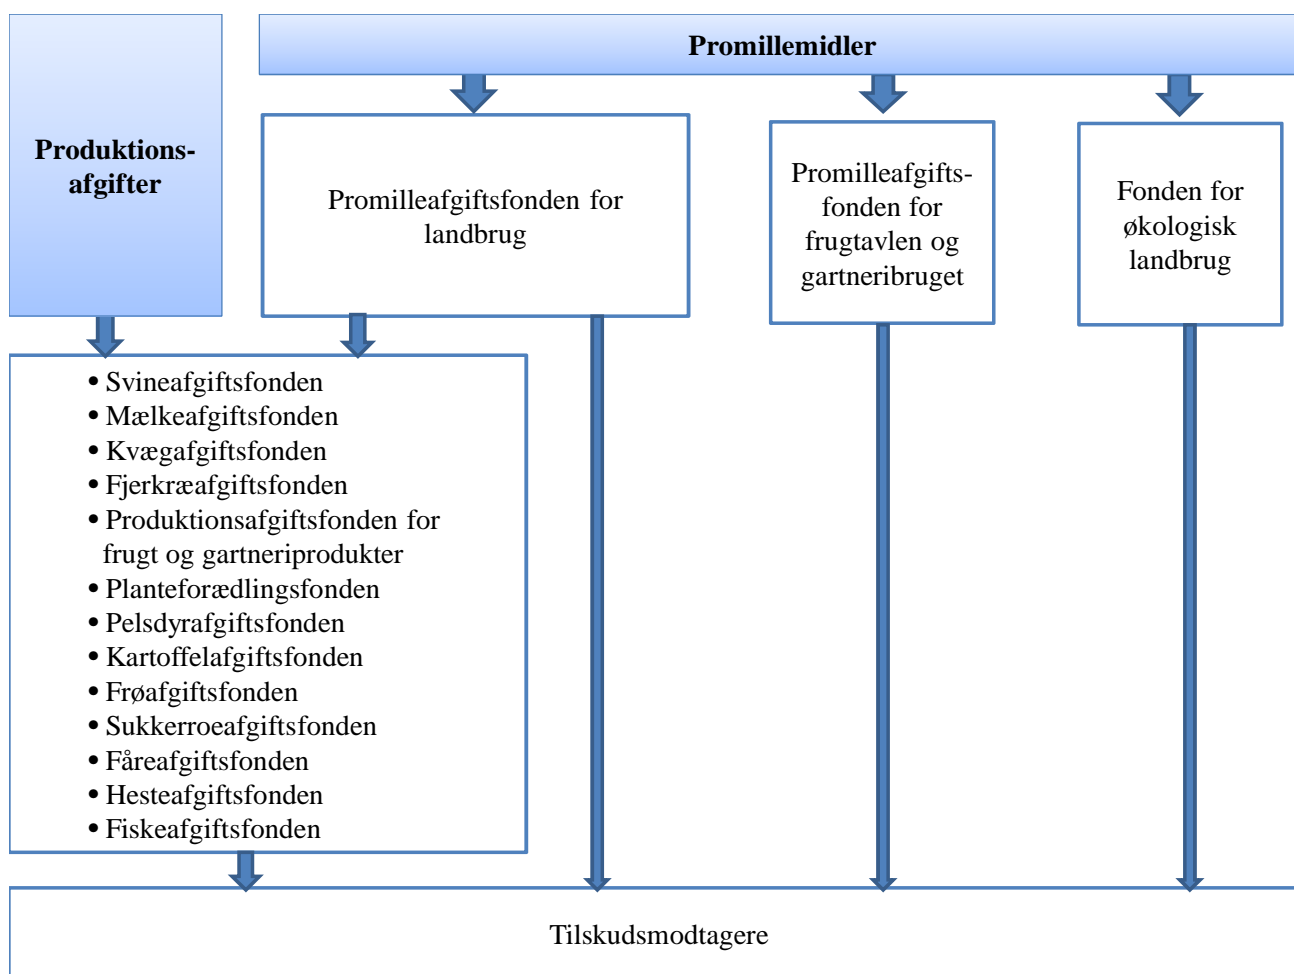 Promillemidler
Produktions-
afgifter
Promilleafgiftsfonden for
landbrug
Promilleafgifts-
fonden for
frugtavlen og
gartneribruget
Fonden for
økologisk
landbrug
• Svineafgiftsfonden
• Mælkeafgiftsfonden
• Kvægafgiftsfonden
• Fjerkræafgiftsfonden
• Produktionsafgiftsfonden for
frugt og gartneriprodukter
• Planteforædlingsfonden
• Pelsdyrafgiftsfonden
• Kartoffelafgiftsfonden
• Frøafgiftsfonden
• Sukkerroeafgiftsfonden
• Fåreafgiftsfonden
• Hesteafgiftsfonden
• Fiskeafgiftsfonden
Tilskudsmodtagere